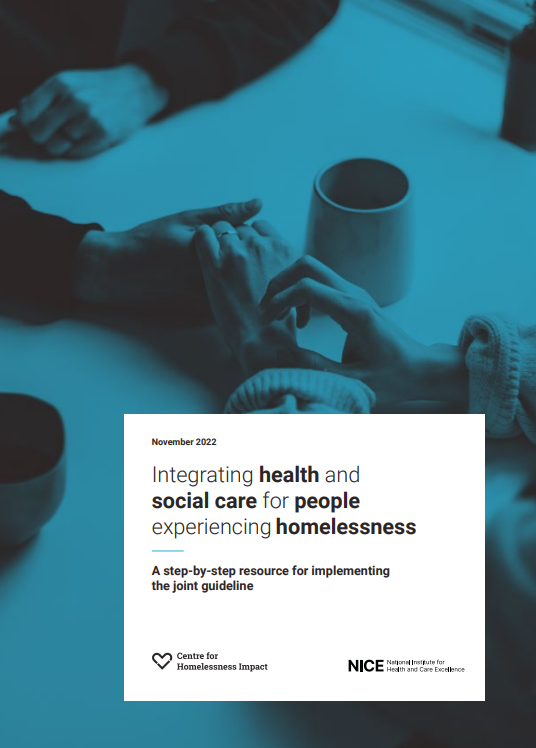 November 2022
Integrating health and
social care for people
experiencing homelessness
A step-by-step resource for implementing
the joint guideline
Centre for
Homelessness Impact
NICE National Institute for
Health and Care Excellence